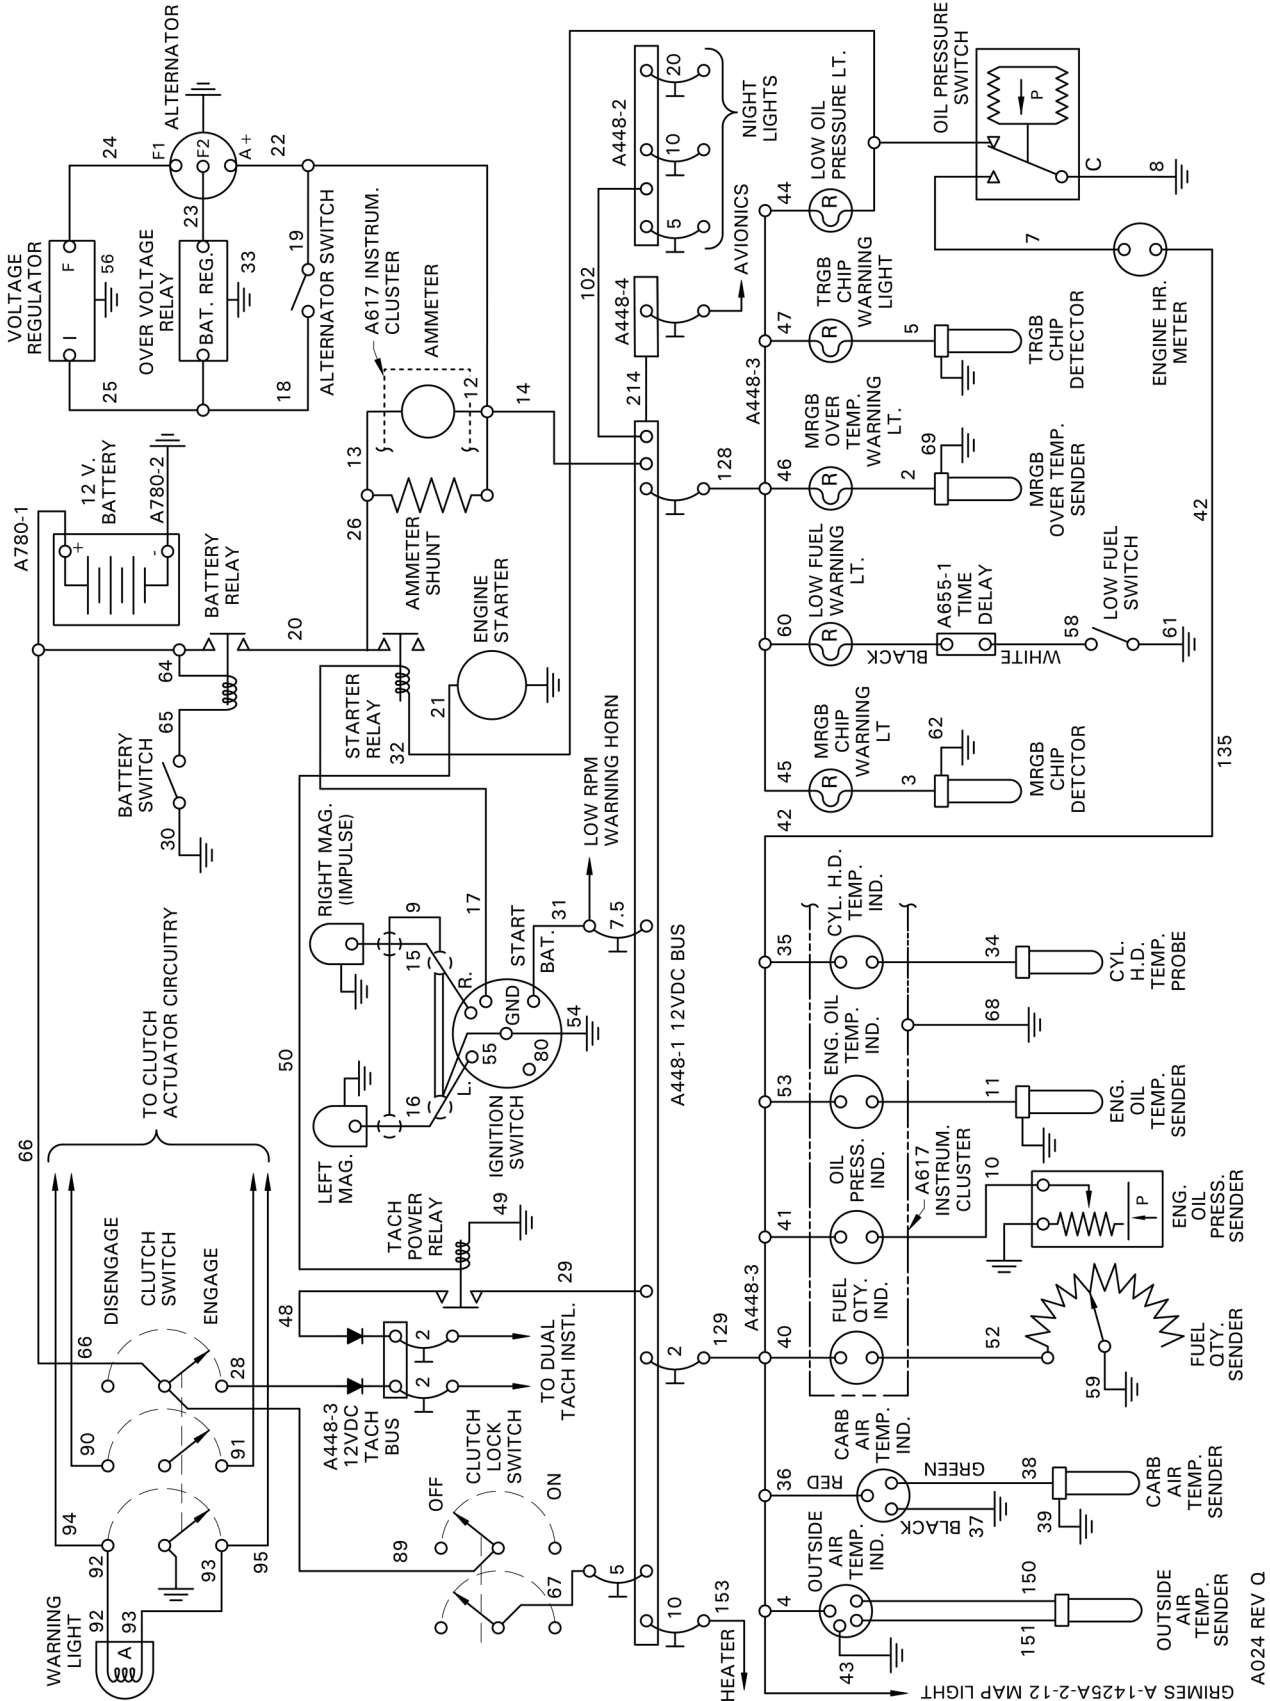 24
F1
F2
A +
ALTERNATOR
22
23
VOLTAGE
REGULATOR
F
I
56
OVER VOLTAGE
RELAY
BAT. REG.
33
19
ALTERNATOR SWITCH
25
18
A617 INSTRUM.
CLUSTER
AMMETER
12
14
13
26
AMMETER
SHUNT
A780-1
12 V.
BATTERY
A780-2
+
-
BATTERY
RELAY
20
64
65
BATTERY
SWITCH
30
STARTER
RELAY
32
21
ENGINE
STARTER
RIGHT MAG.
(IMPULSE)
9
15
17
R.
START
BAT.
31
GND
54
55
80
L.
16
LEFT
MAG.
IGNITION
SWITCH
50
LOW RPM
WARNING HORN
7.5
TO CLUTCH
ACTUATOR CIRCUITRY
66
DISENGAGE
CLUTCH
SWITCH
ENGAGE
66
28
90
91
94
92
93
95
92
93
A
WARNING
LIGHT
TACH
POWER
RELAY
49
48
29
2
2
A448-3
12VDC
TACH
BUS
TO DUAL
TACH INSTL.
OFF
CLUTCH
LOCK
SWITCH
ON
89
67
5
10
153
HEATER
2
129
A448-1 12VDC BUS
A448-2
20
10
5
NIGHT
LIGHTS
102
A448-4
AVIONICS
214
128
A448-3
44
LOW OIL
PRESSURE LT.
R
OIL PRESSURE
SWITCH
P
C
8
7
ENGINE HR.
METER
47
TRGB
CHIP
WARNING
LIGHT
R
5
TRGB
CHIP
DETECTOR
46
MRGB
OVER
TEMP.
WARNING
LT.
R
2
69
MRGB
OVER TEMP.
SENDER
42
60
LOW FUEL
WARNING
LT.
R
BLACK
A655-1
TIME
DELAY
WHITE
58
LOW FUEL
SWITCH
61
45
MRGB
CHIP
WARNING
LT
R
3
62
MRGB
CHIP
DETCTOR
135
42
35
CYL. H.D.
TEMP.
IND.
34
CYL.
H.D.
TEMP.
PROBE
68
53
ENG. OIL
TEMP.
IND.
11
ENG.
OIL
TEMP.
SENDER
41
OIL
PRESS.
IND.
A617
INSTRUM.
CLUSTER
10
P
ENG.
OIL
PRESS.
SENDER
A448-3
40
FUEL
QTY.
IND.
52
59
FUEL
QTY.
SENDER
36
RED
CARB
AIR
TEMP.
IND.
GREEN
38
BLACK
37
39
CARB
AIR
TEMP.
SENDER
4
OUTSIDE
AIR
TEMP.
IND.
43
150
151
OUTSIDE
AIR
TEMP.
SENDER
GRIMES A-1425A-2-12 MAP LIGHT
A024 REV Q